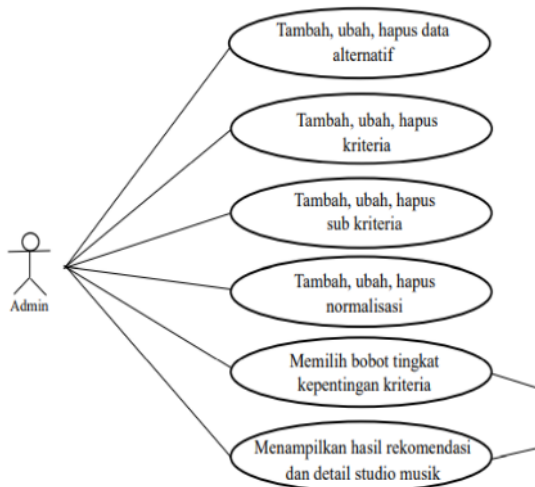 Tambah, ubah, hapus data
alternatif
Tambah, ubah, hapus
kriteria
Tambah, ubah, hapus
sub kriteria
Admin
Tambah, ubah, hapus
normalisasi
Memilih bobot tingkat
kepentingan kriteria
Menampilkan hasil rekomendasi
dan detail studio musik